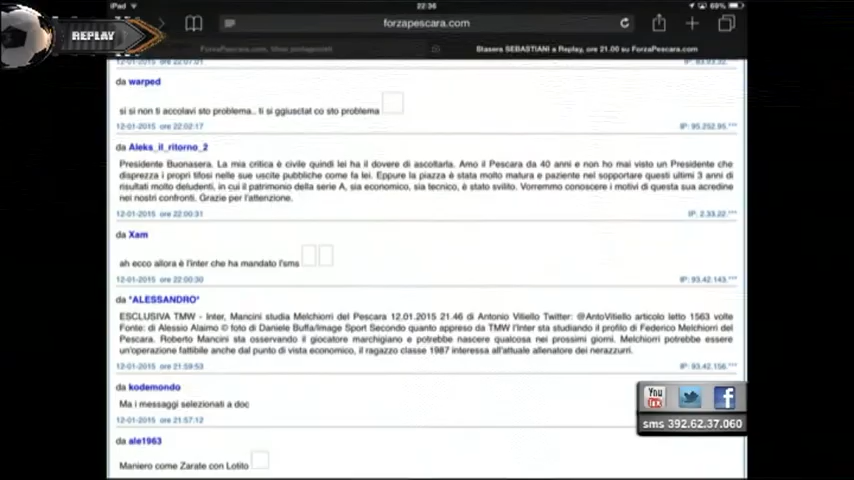 iPad
22:36
69%
REPLAY
forzapescara.com
Stasera SEBASTIANI a Replay, ore 21.00 su ForzaPescara.com
12-01-2015 ore 22:07:01
da warped
si si non ti accolavi sto problema.. ti si ggiusctat co sto problema
12-01-2015 ore 22:02:17 IP: 95.252.95.***
da Aleks_il_ritorno_2
Presidente Buonasera. La mia critica è civile quindi lei ha il dovere di ascoltarla. Amo il Pescara da 40 anni e non ho mai visto un Presidente che
disprezza i propri tifosi nelle sue uscite pubbliche come fa lei. Eppure la piazza è stata molto matura e paziente nel sopportare questi ultimi 3 anni di
risultati molto deludenti, in cui il patrimonio della serie A, sia economico, sia tecnico, è stato svilito. Vorremmo conoscere i motivi di questa sua acredine
nei nostri confronti. Grazie per l'attenzione.
12-01-2015 ore 22:00:31 IP: 2.33.22.***
da Xam
ah ecco allora è l'inter che ha mandato l'sms
12-01-2015 ore 22:00:30 IP: 93.42.143.***
da *ALESSANDRO*
ESCLUSIVA TMW - Inter, Mancini studia Melchiorri del Pescara 12.01.2015 21.46 di Antonio Vitiello Twitter: @AntoVitiello articolo letto 1563 volte
Fonte: di Alessio Alaimo © foto di Daniele Buffa/Image Sport Secondo quanto appreso da TMW l'Inter sta studiando il profilo di Federico Melchiorri del
Pescara. Roberto Mancini sta osservando il giocatore marchigiano e potrebbe nascere qualcosa nei prossimi giorni. Melchiorri potrebbe essere
un'operazione fattibile anche dal punto di vista economico, il ragazzo classe 1987 interessa all'attuale allenatore dei nerazzurri.
12-01-2015 ore 21:59:53 IP: 93.42.156.***
da kodemondo
Ma i messaggi selezionati a doc
12-01-2015 ore 21:57:12
da ale1963
Maniero come Zarate con Lotito
You
sms 392.62.37.060